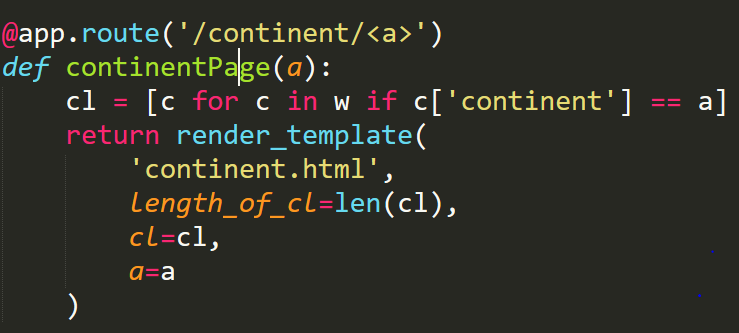 @app.route('/continent/<a>')
def continentPage(a):
    cl = [c for c in w if c['continent'] == a]
    return render_template(
        'continent.html',
        length_of_cl=len(cl),
        cl=cl,
        a=a
    )